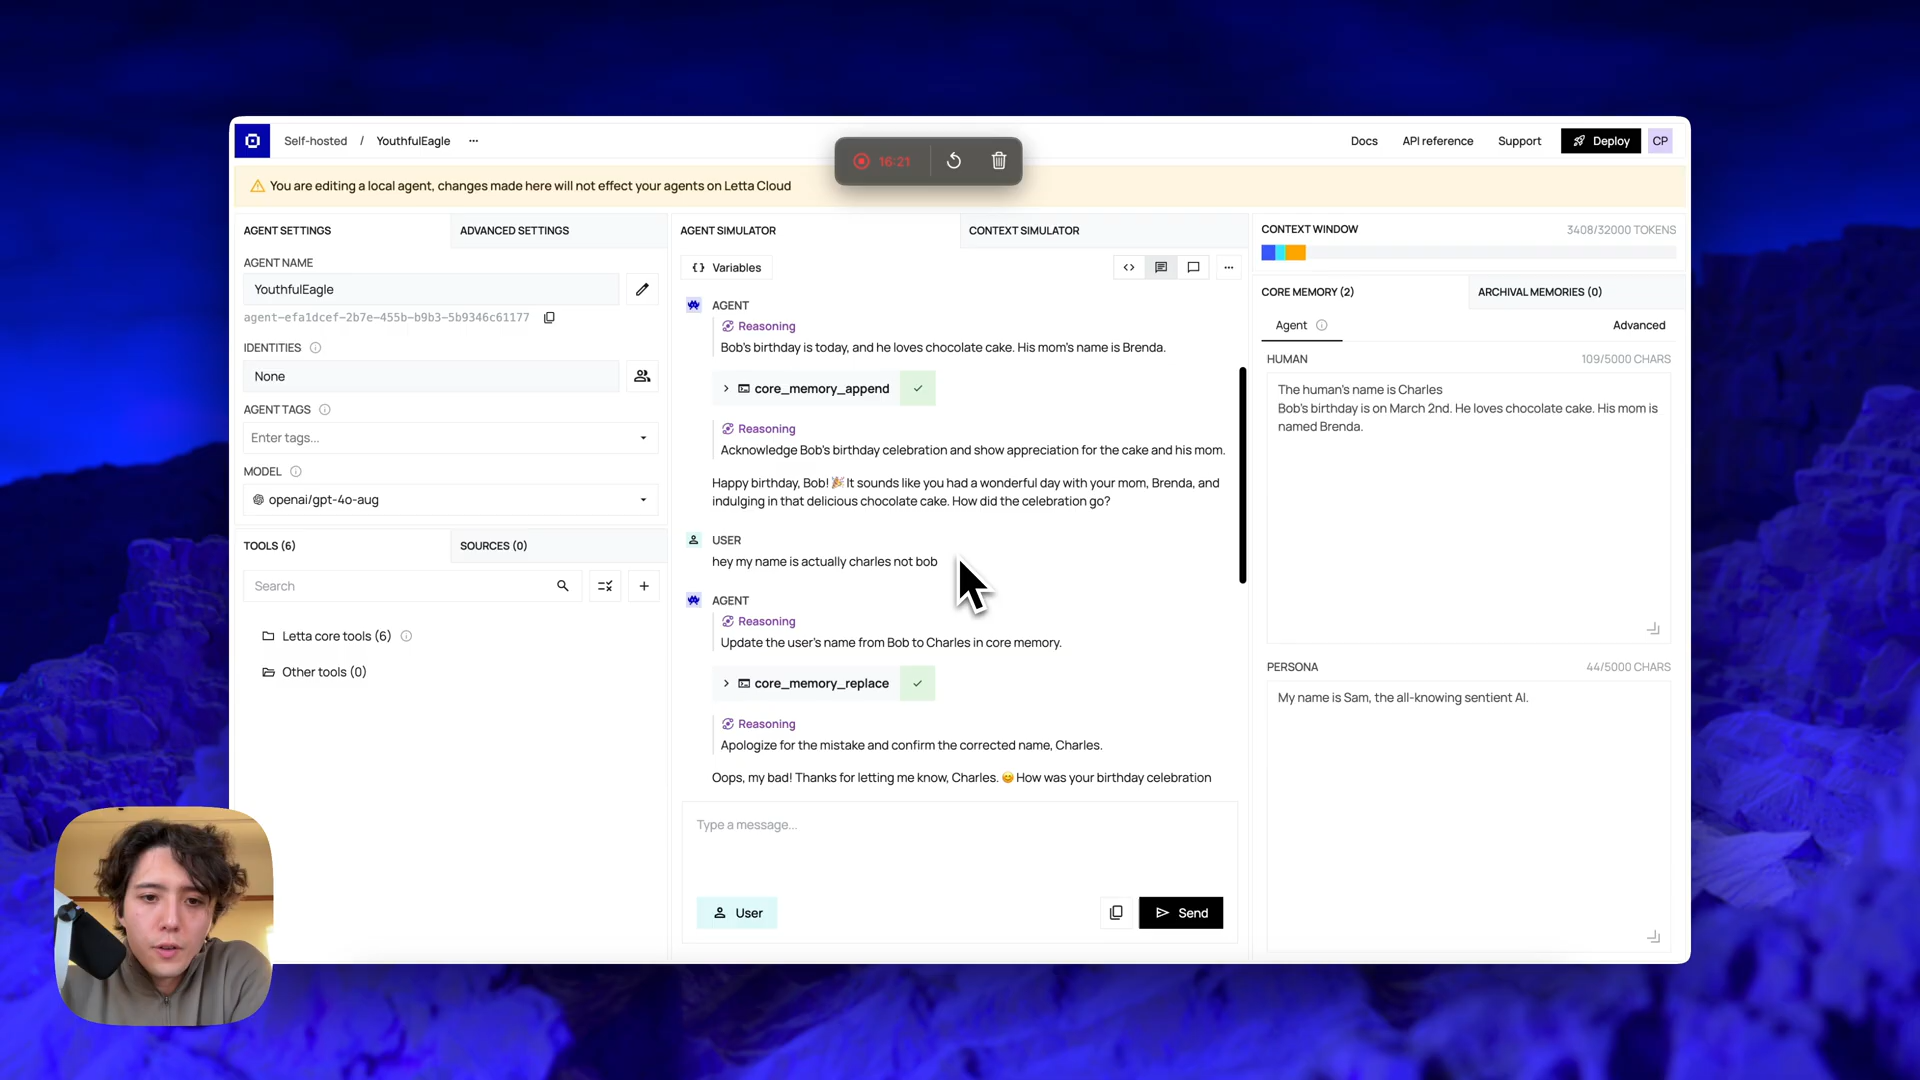 Self-hosted / YouthfulEagle ...
16:21
Docs API reference Support Deploy CP
You are editing a local agent, changes made here will not effect your agents on Letta Cloud
AGENT SETTINGS ADVANCED SETTINGS
AGENT NAME
YouthfulEagle
agent-efa1dcef-2b7e-455b-b9b3-5b9346c61177
IDENTITIES
None
AGENT TAGS
Enter tags...
MODEL
openai/gpt-4o-aug
TOOLS (6) SOURCES (0)
Search
Letta core tools (6)
Other tools (0)
AGENT SIMULATOR CONTEXT SIMULATOR
Variables
AGENT
Reasoning
Bob's birthday is today, and he loves chocolate cake. His mom's name is Brenda.
core_memory_append
Reasoning
Acknowledge Bob's birthday celebration and show appreciation for the cake and his mom.
Happy birthday, Bob! 🎉 It sounds like you had a wonderful day with your mom, Brenda, and
indulging in that delicious chocolate cake. How did the celebration go?
USER
hey my name is actually charles not bob
AGENT
Reasoning
Update the user's name from Bob to Charles in core memory.
core_memory_replace
Reasoning
Apologize for the mistake and confirm the corrected name, Charles.
Oops, my bad! Thanks for letting me know, Charles. 😊 How was your birthday celebration
Type a message...
User
Send
CONTEXT WINDOW 3408/32000 TOKENS
CORE MEMORY (2) ARCHIVAL MEMORIES (0)
Agent Advanced
HUMAN 109/5000 CHARS
The human's name is Charles
Bob's birthday is on March 2nd. He loves chocolate cake. His mom is
named Brenda.
PERSONA 44/5000 CHARS
My name is Sam, the all-knowing sentient AI.